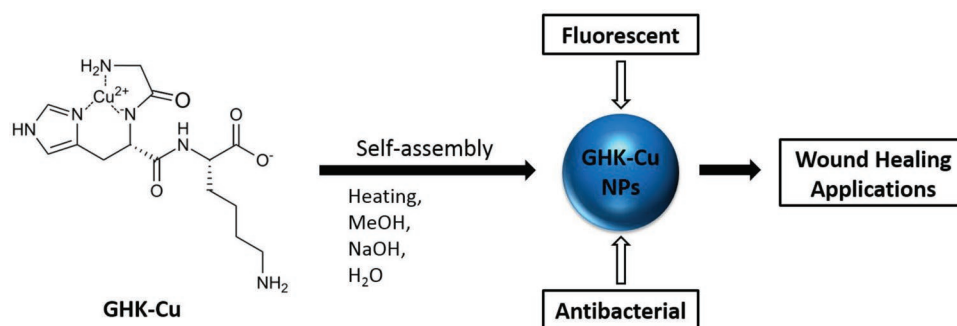 H₂N
Cu²⁺
N
N
-
O
HN
N
H
N
O
O
O⁻
NH₂
GHK-Cu
Self-assembly
Heating,
MeOH,
NaOH,
H₂O
Fluorescent
GHK-Cu
NPs
Antibacterial
Wound Healing
Applications